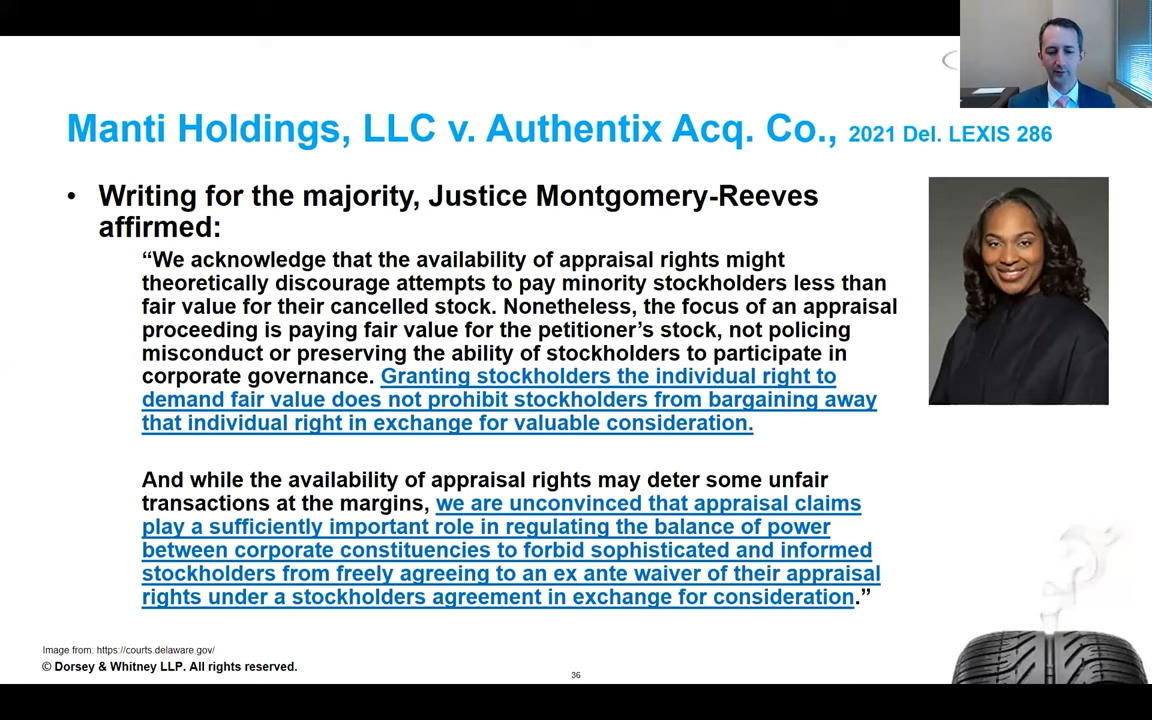 Manti Holdings, LLC v. Authentix Acq. Co., 2021 Del. LEXIS 286
• Writing for the majority, Justice Montgomery-Reeves
affirmed:
“We acknowledge that the availability of appraisal rights might
theoretically discourage attempts to pay minority stockholders less than
fair value for their cancelled stock. Nonetheless, the focus of an appraisal
proceeding is paying fair value for the petitioner’s stock, not policing
misconduct or preserving the ability of stockholders to participate in
corporate governance. Granting stockholders the individual right to
demand fair value does not prohibit stockholders from bargaining away
that individual right in exchange for valuable consideration.
And while the availability of appraisal rights may deter some unfair
transactions at the margins, we are unconvinced that appraisal claims
play a sufficiently important role in regulating the balance of power
between corporate constituencies to forbid sophisticated and informed
stockholders from freely agreeing to an ex ante waiver of their appraisal
rights under a stockholders agreement in exchange for consideration.”
Image from: https://courts.delaware.gov/
© Dorsey & Whitney LLP. All rights reserved.
36